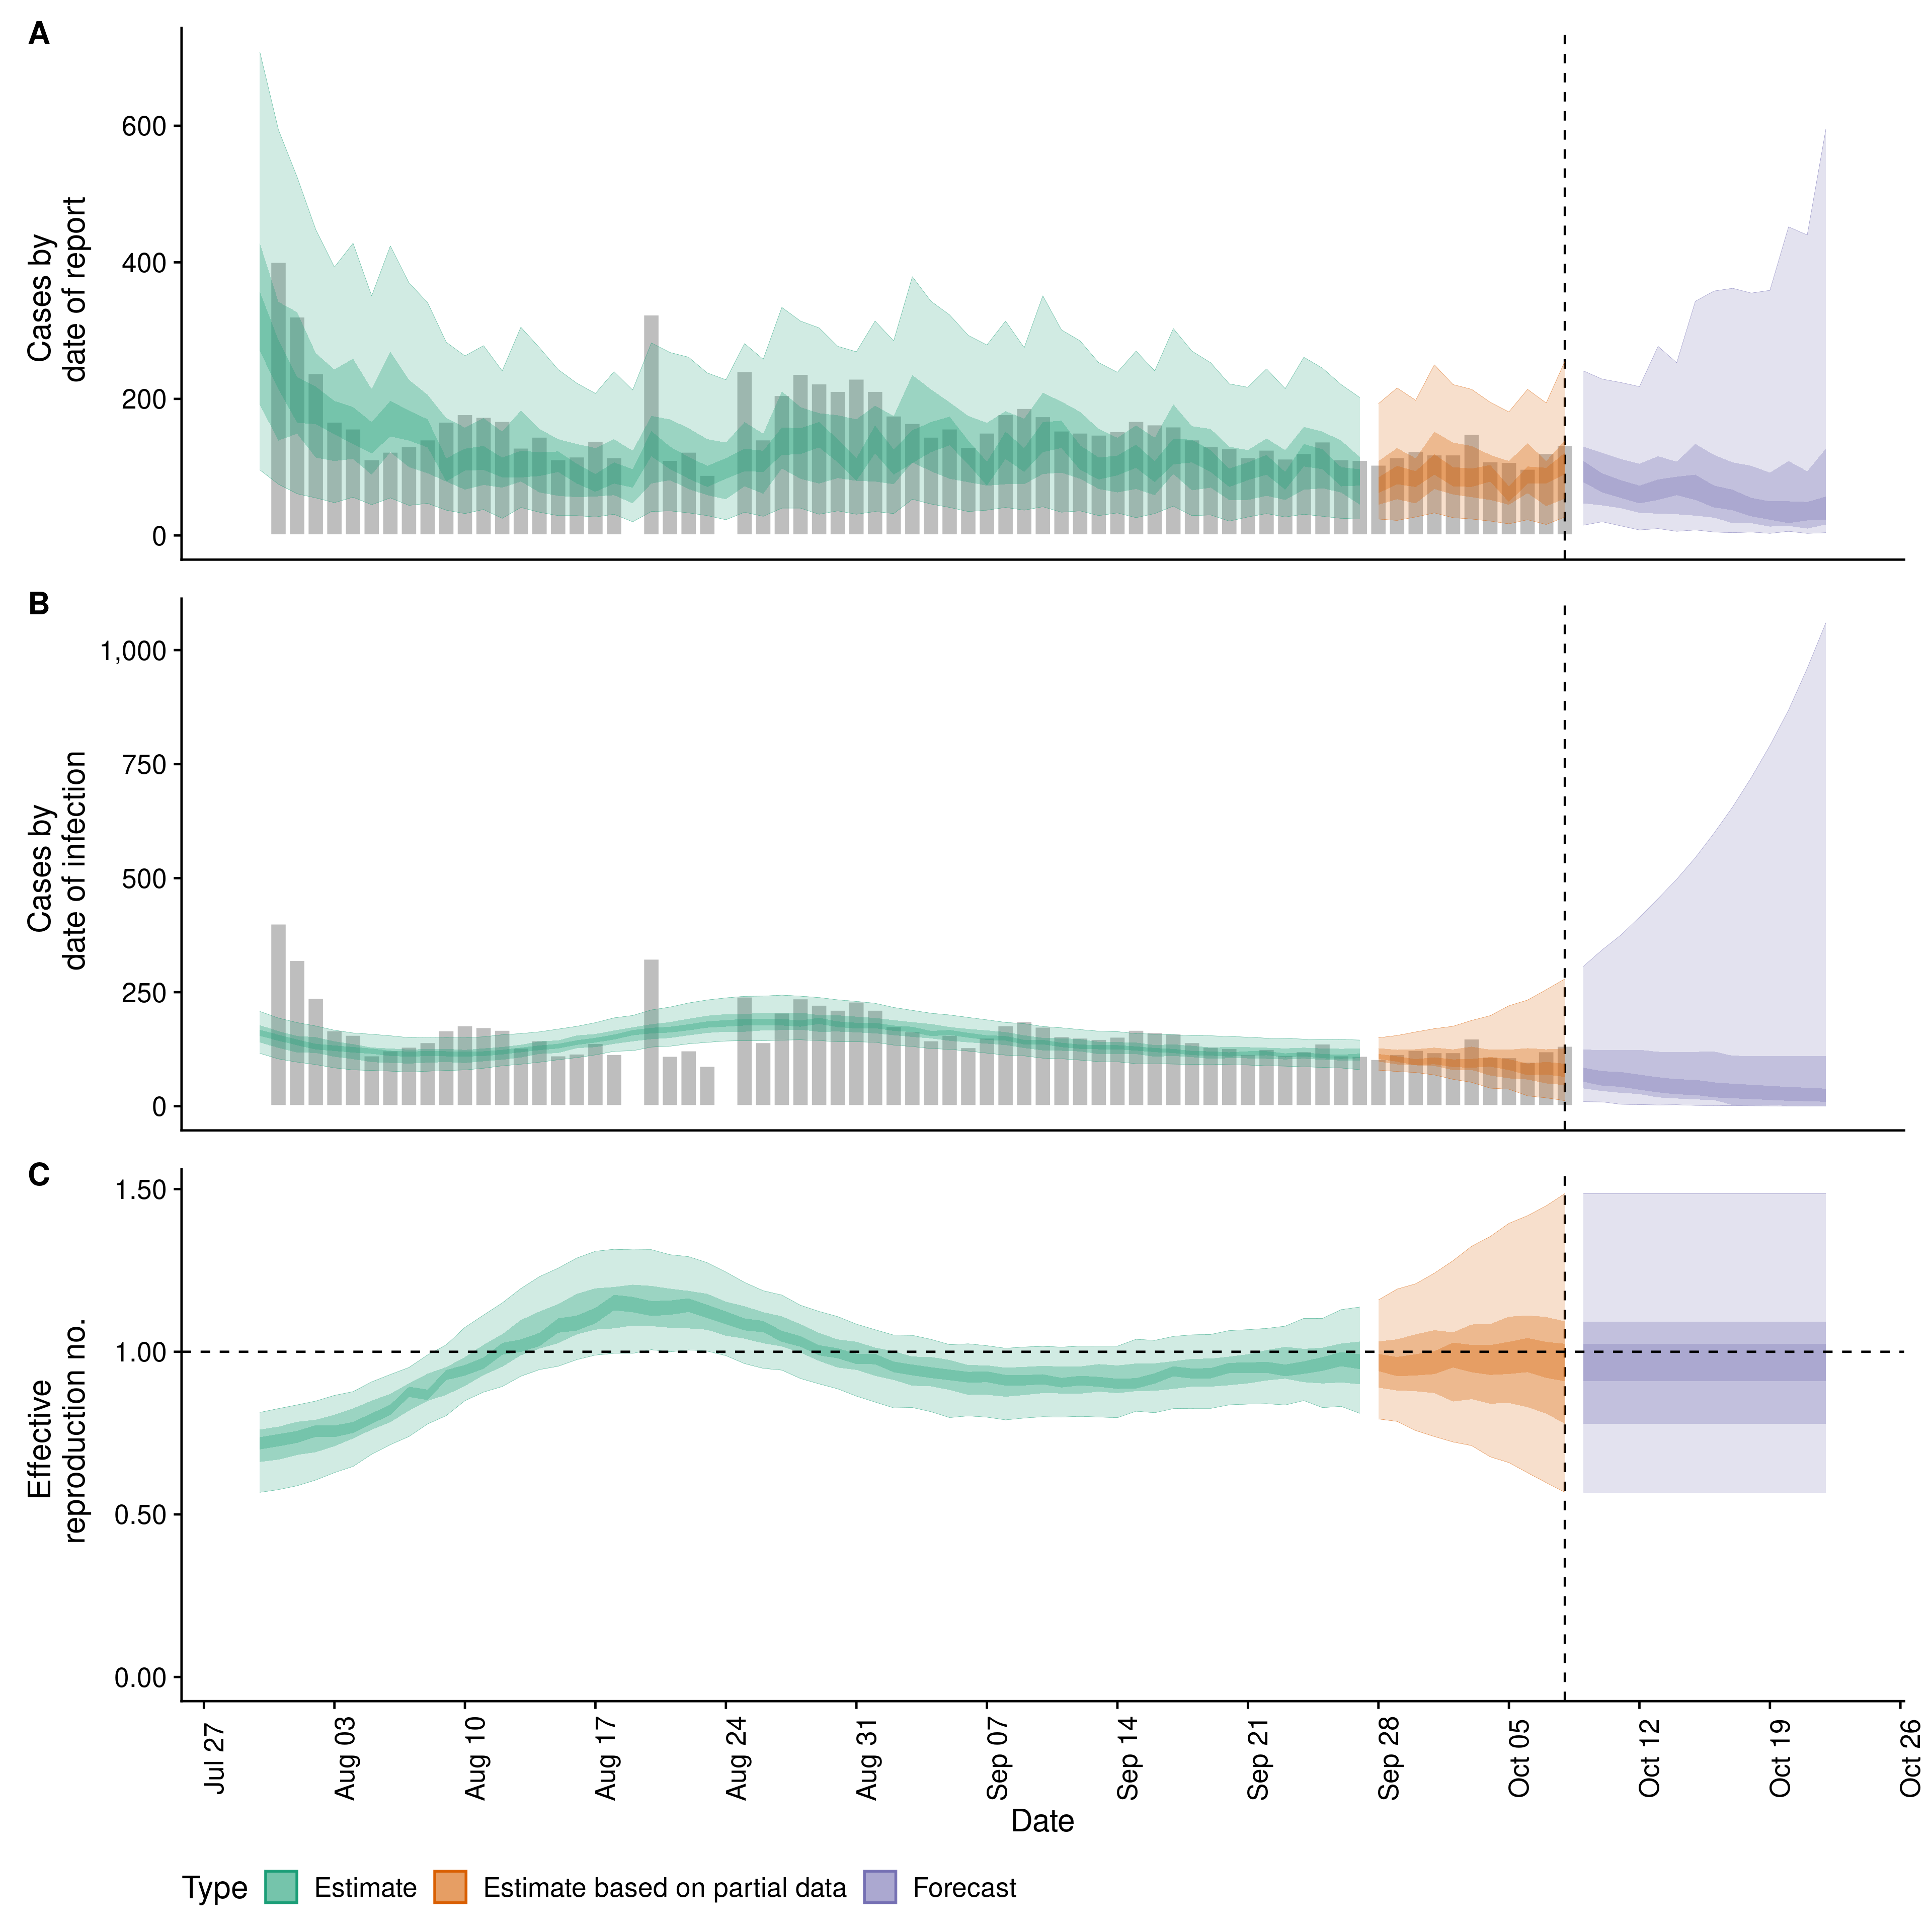 A
Cases by
date of report
600
400
200
0
B
Cases by
date of infection
1,000
750
500
250
0
C
Effective
reproduction no.
1.50
1.00
0.50
0.00
Jul 27
Aug 03
Aug 10
Aug 17
Aug 24
Aug 31
Sep 07
Sep 14
Sep 21
Sep 28
Oct 05
Oct 12
Oct 19
Oct 26
Date
Type Estimate Estimate based on partial data Forecast